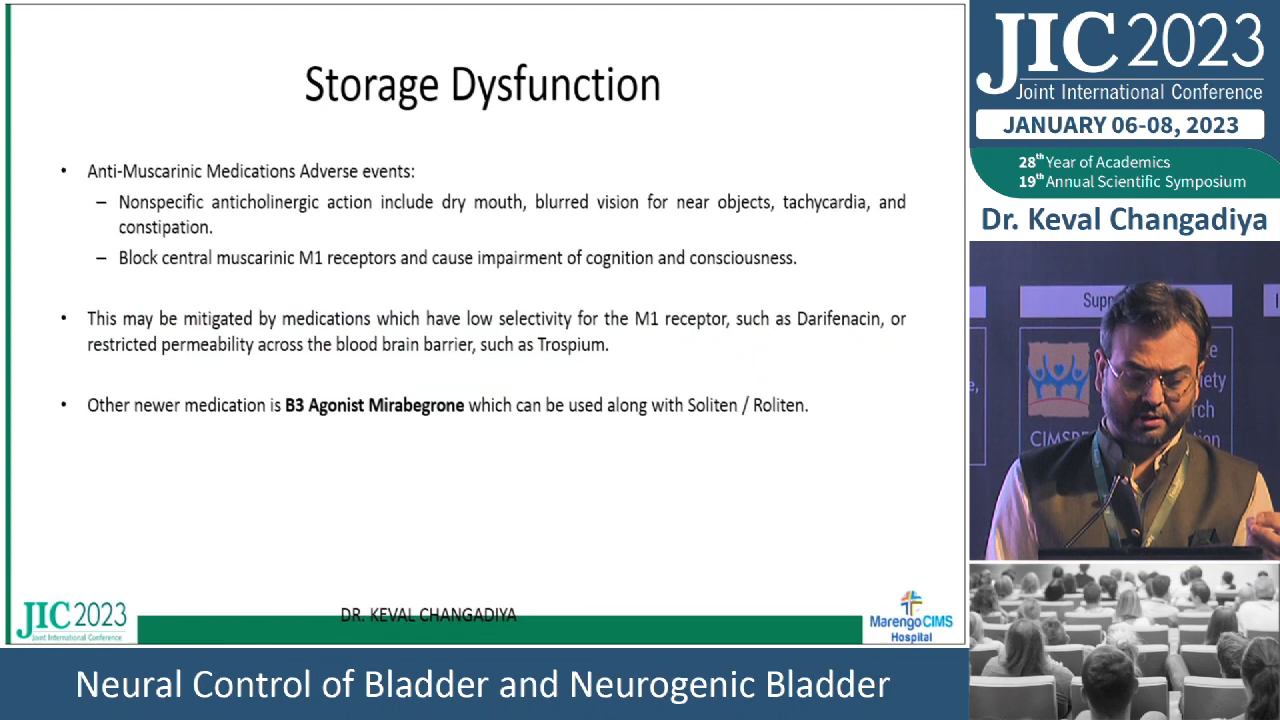 Storage Dysfunction
• Anti-Muscarinic Medications Adverse events:
– Nonspecific anticholinergic action include dry mouth, blurred vision for near objects, tachycardia, and
constipation.
– Block central muscarinic M1 receptors and cause impairment of cognition and consciousness.
• This may be mitigated by medications which have low selectivity for the M1 receptor, such as Darifenacin, or
restricted permeability across the blood brain barrier, such as Trospium.
• Other newer medication is B3 Agonist Mirabegrone which can be used along with Soliten / Roliten.
JIC 2023
Joint International Conference
DR. KEVAL CHANGADIYA
MarengoCIMS
Hospital
Neural Control of Bladder and Neurogenic Bladder
JIC 2023
Joint International Conference
JANUARY 06-08, 2023
28th Year of Academics
19th Annual Scientific Symposium
Dr. Keval Changadiya
Supp